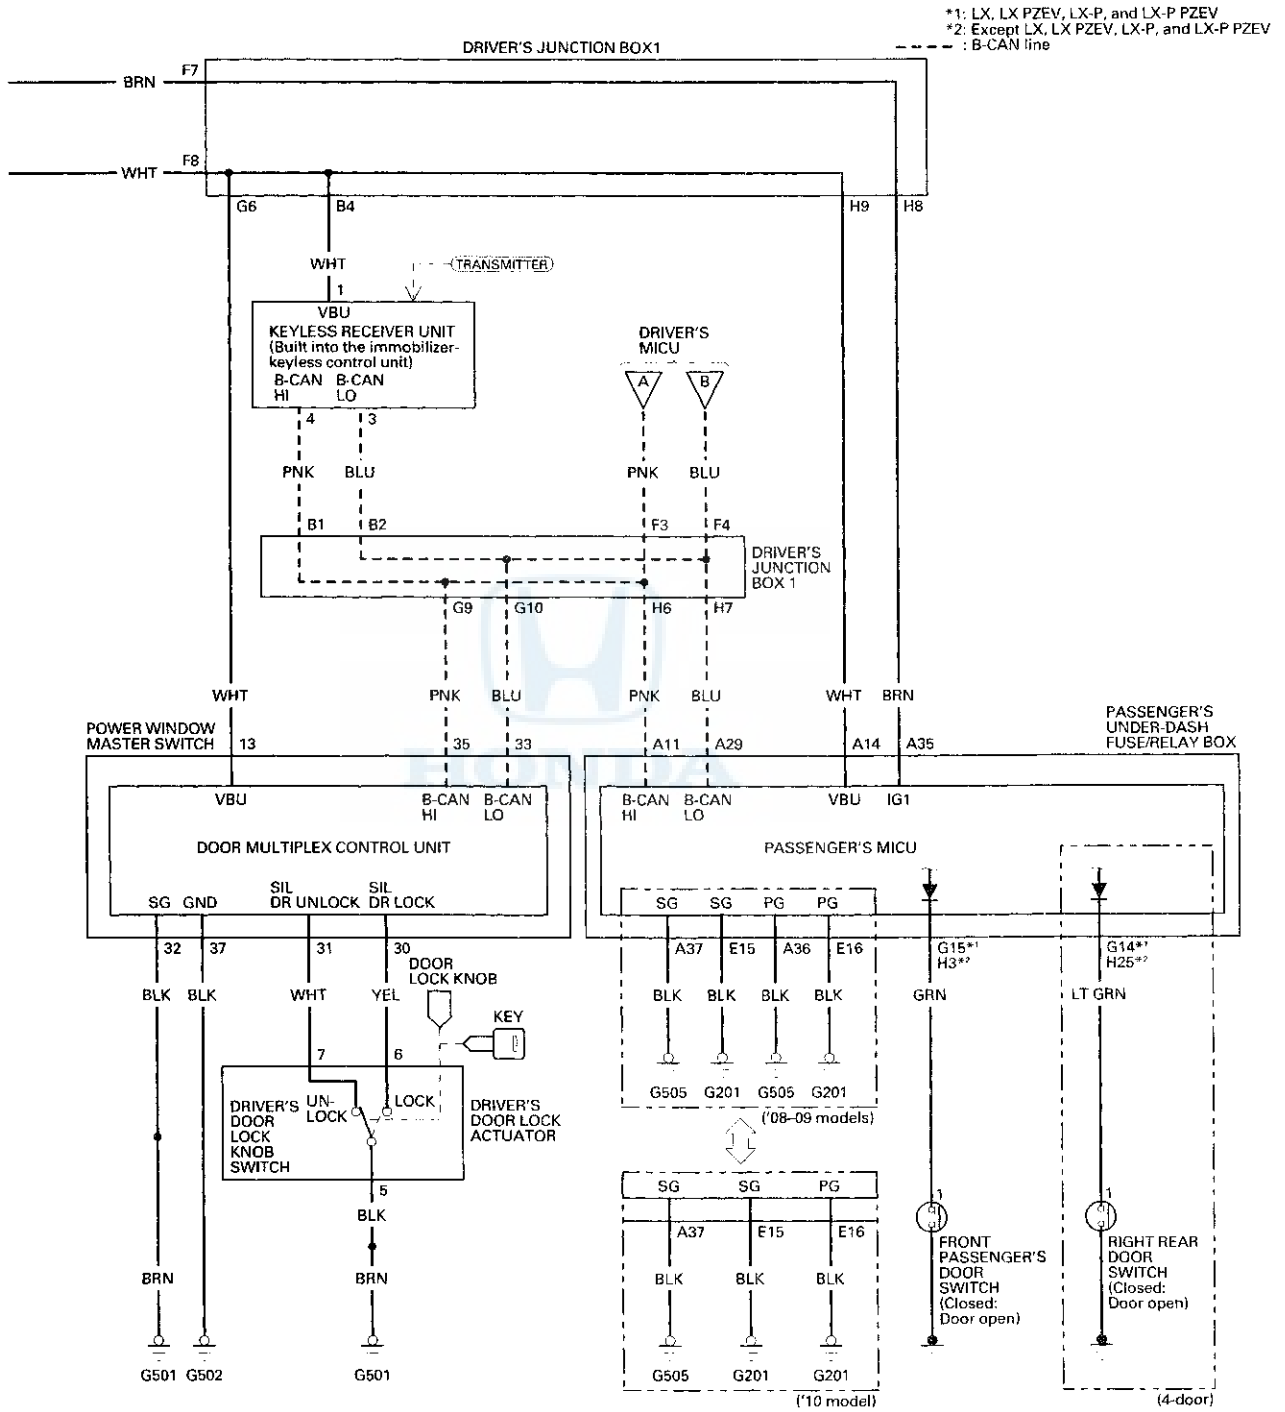 *1: LX, LX PZEV, LX-P, and LX-P PZEV
*2: Except LX, LX PZEV, LX-P, and LX-P PZEV
: B-CAN line
DRIVER'S JUNCTION BOX1
BRN F7
WHT F8
G6 B4 H9 H8
WHT
TRANSMITTER
1
VBU
KEYLESS RECEIVER UNIT
(Built into the immobilizer-
keyless control unit)
B-CAN B-CAN
HI LO
4 3
DRIVER'S
MICU
A B
PNK BLU PNK BLU
B1 B2 F3 F4
DRIVER'S
JUNCTION
BOX 1
G9 G10 H6 H7
HONDA
WHT PNK BLU PNK BLU WHT BRN
POWER WINDOW
MASTER SWITCH
13 35 33 A11 A29 A14 A35
PASSENGER'S
UNDER-DASH
FUSE/RELAY BOX
VBU B-CAN B-CAN
HI LO
B-CAN B-CAN VBU IG1
HI LO
DOOR MULTIPLEX CONTROL UNIT
PASSENGER'S MICU
SG GND SIL SIL
DR UNLOCK DR LOCK
SG SG PG PG
32 37 31 30
A37 E15 A36 E16
G15*1
H3*2
G14*1
H25*2
DOOR
LOCK KNOB
BLK BLK WHT YEL
BLK BLK BLK BLK
GRN LT GRN
KEY
7 6
DRIVER'S
DOOR
LOCK
KNOB
SWITCH
UN-
LOCK
LOCK
DRIVER'S
DOOR LOCK
ACTUATOR
G505 G201 G505 G201
('08-09 models)
5
BLK
SG SG PG
A37 E15 E16
1 1
FRONT
PASSENGER'S
DOOR
SWITCH
(Closed:
Door open)
RIGHT REAR
DOOR
SWITCH
(Closed:
Door open)
BRN BRN BLK BLK BLK
G501 G502 G501
G505 G201 G201
('10 model)
(4-door)